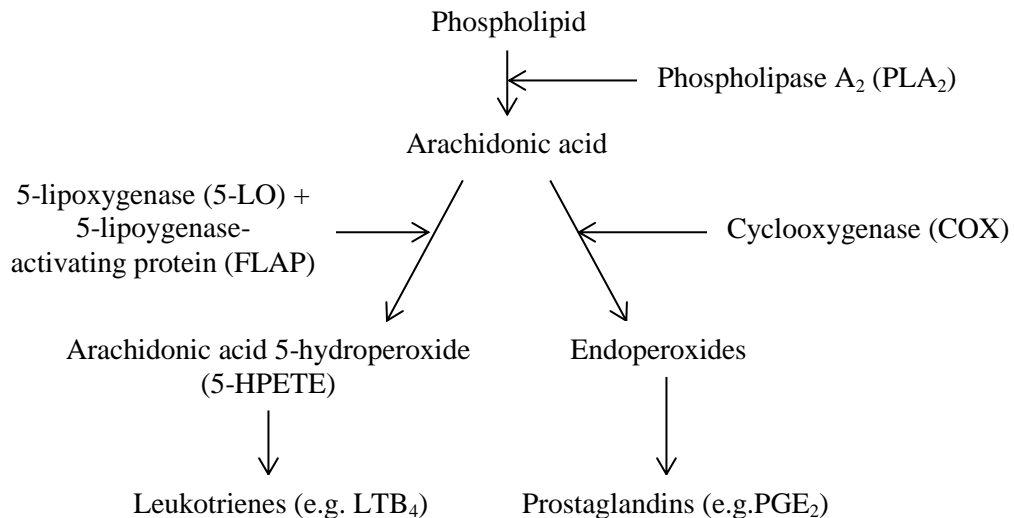 Phospholipid
Phospholipase A₂ (PLA₂)
Arachidonic acid
5-lipoxygenase (5-LO) +
5-lipoygenase-
activating protein (FLAP)
Cyclooxygenase (COX)
Arachidonic acid 5-hydroperoxide
(5-HPETE)
Endoperoxides
Leukotrienes (e.g. LTB₄)
Prostaglandins (e.g.PGE₂)